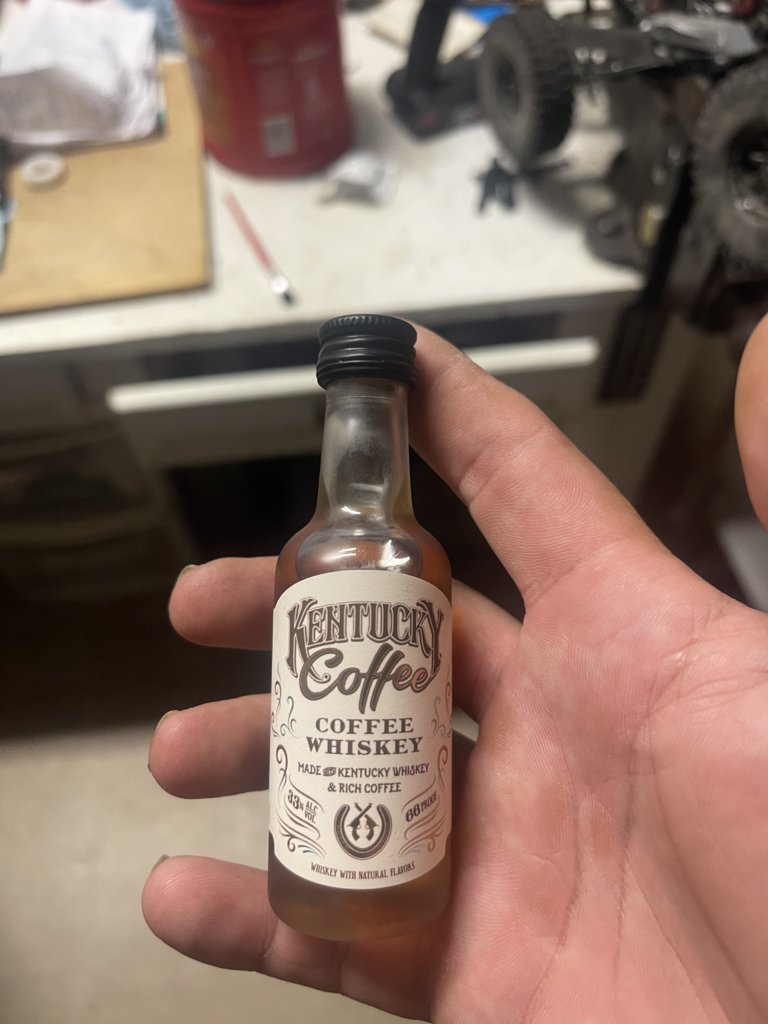 KENTUCKY
Coffee
COFFEE
WHISKEY
MADE WITH KENTUCKY WHISKEY
& RICH COFFEE
33% ALC VOL
66 PROOF
WHISKEY WITH NATURAL FLAVORS